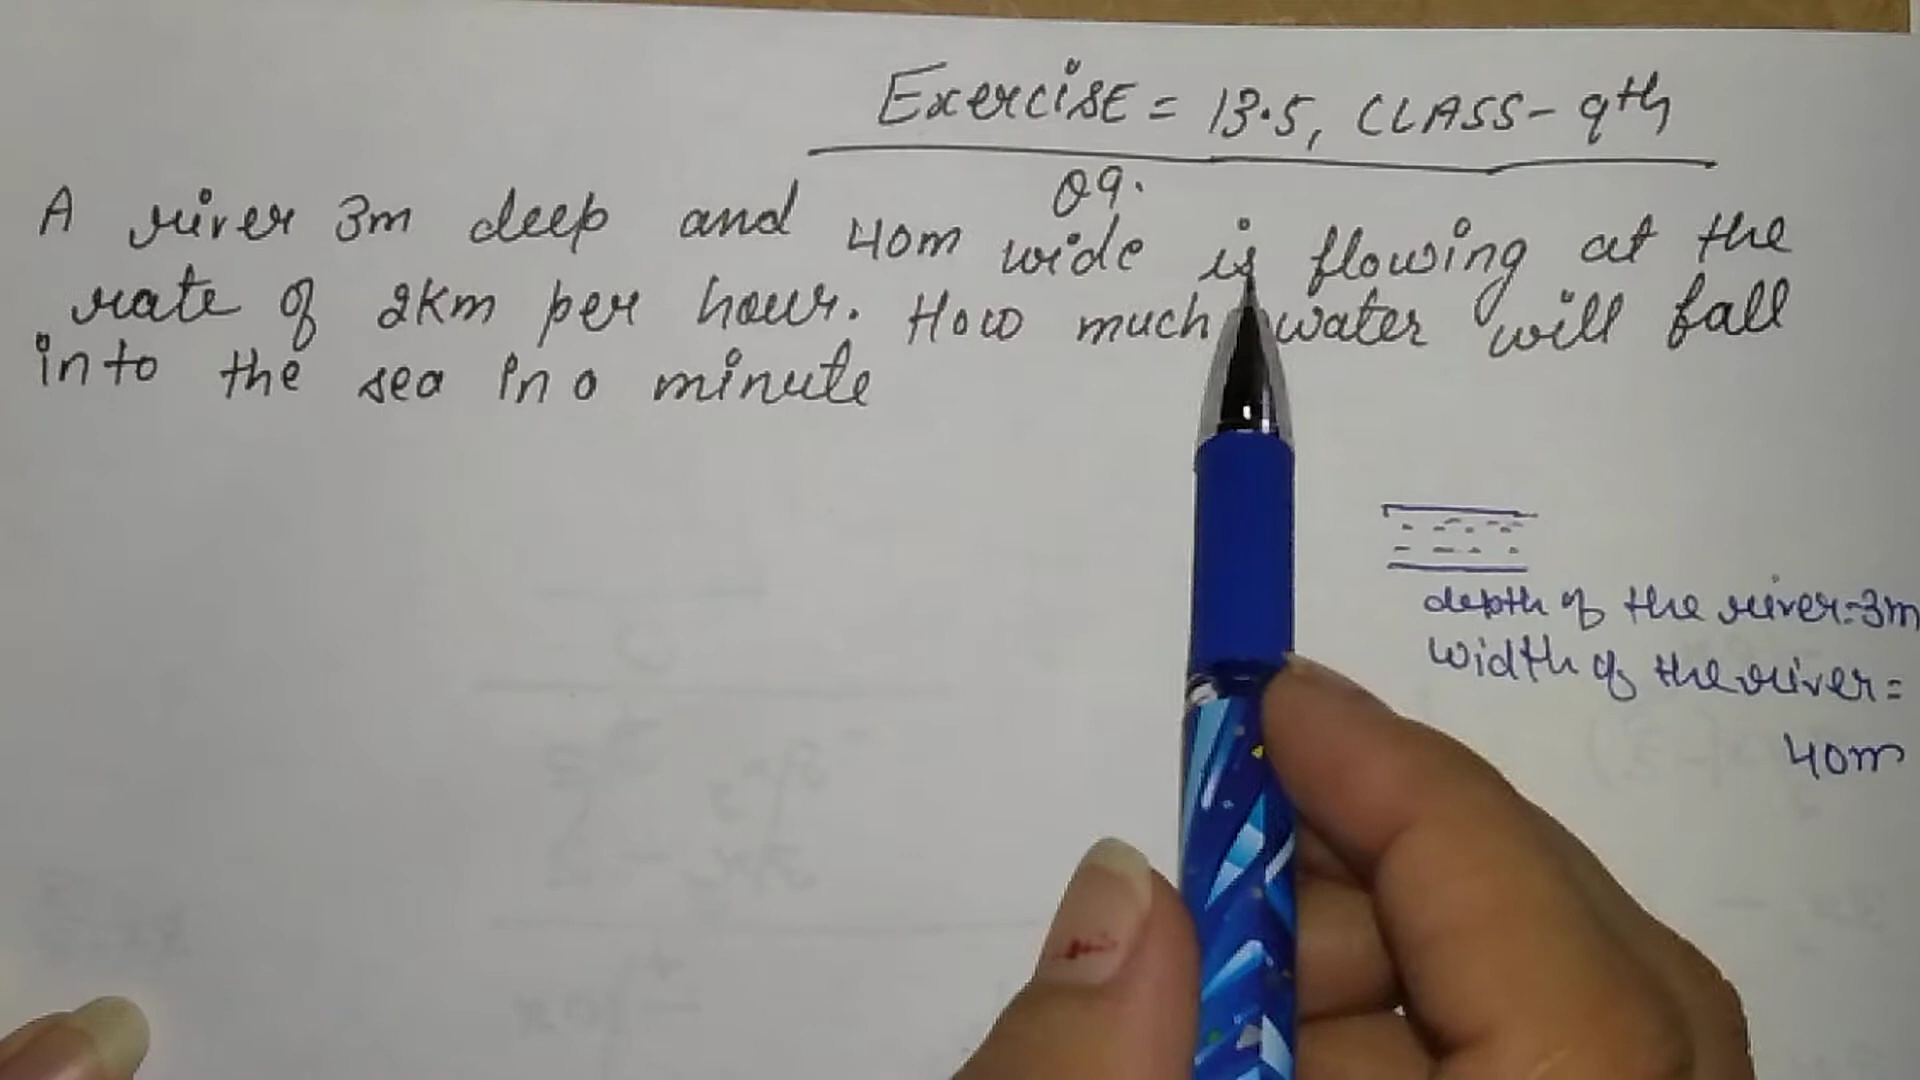 Exercise = 13.5, CLASS - 9th
Q9.
A river 3m deep and 40m wide is flowing at the
rate of 2km per hour. How much water will fall
into the sea in a minute
depth of the river = 3m
width of the river =
40m